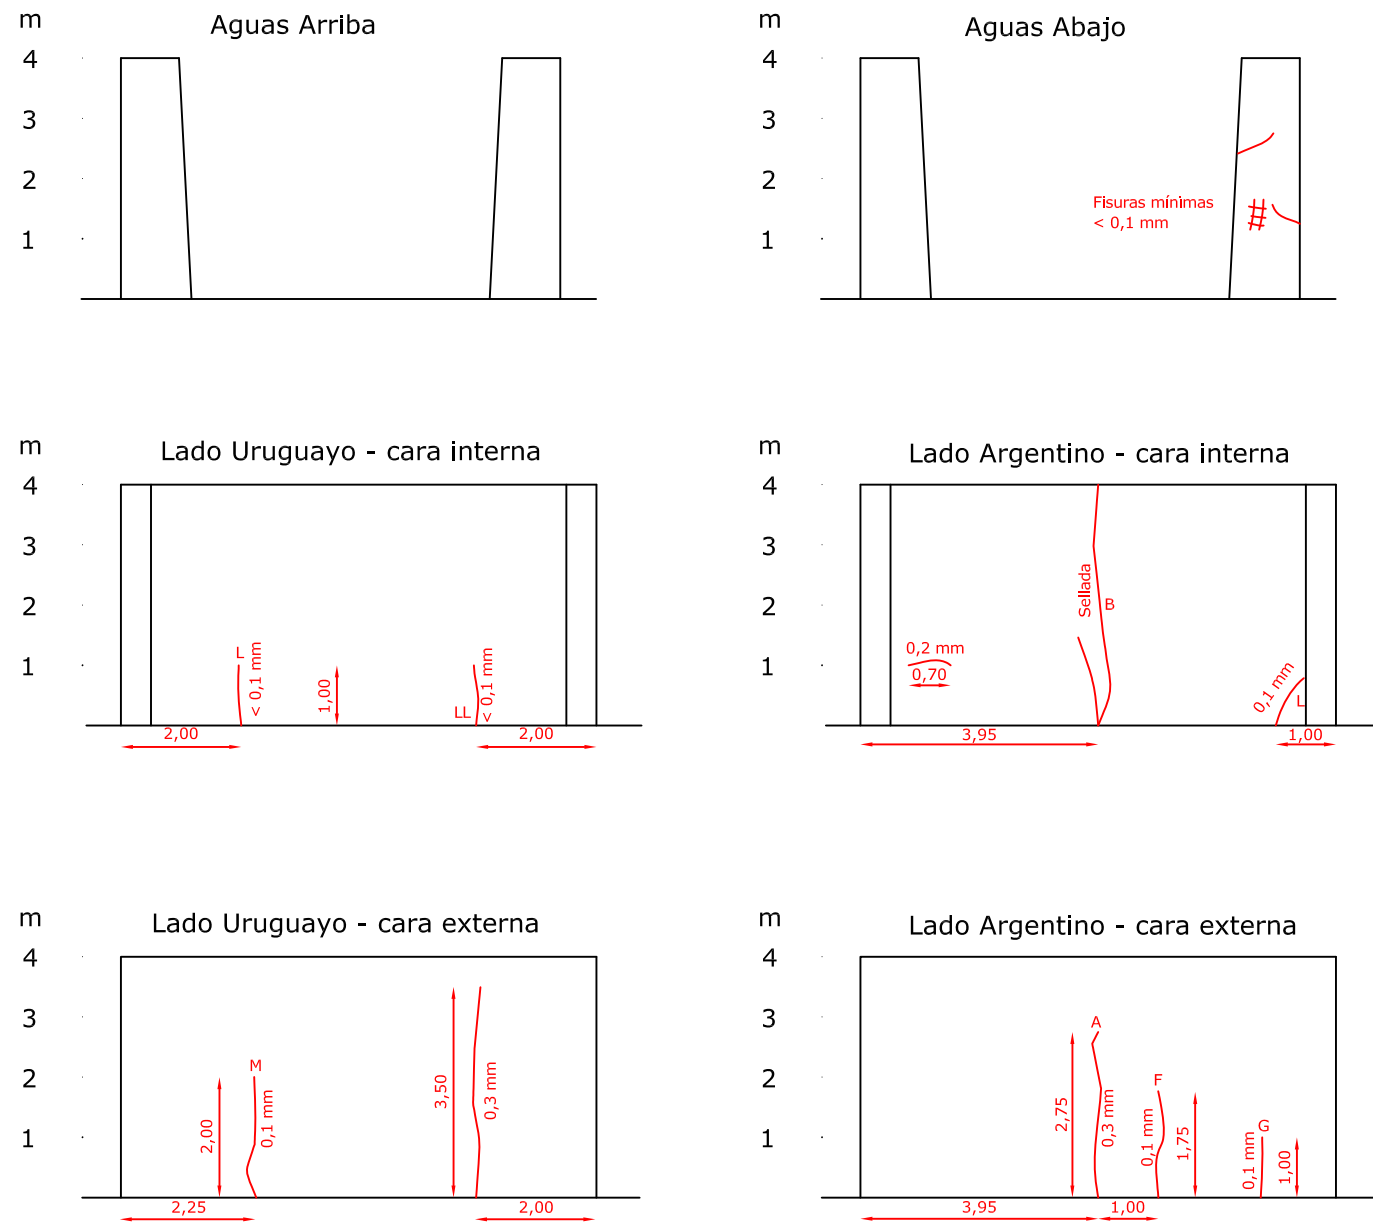 m
Aguas Arriba
4
3
2
1
m
Aguas Abajo
4
3
2
1
Fisuras mínimas
< 0,1 mm
m
Lado Uruguayo - cara interna
4
3
2
1
L
< 0,1 mm
1,00
LL
< 0,1 mm
2,00
2,00
m
Lado Argentino - cara interna
4
3
2
1
Sellada
B
0,2 mm
0,70
0,1 mm
L
3,95
1,00
m
Lado Uruguayo - cara externa
4
3
2
1
M
2,00
0,1 mm
3,50
0,3 mm
2,25
2,00
m
Lado Argentino - cara externa
4
3
2
1
A
2,75
0,3 mm
F
0,1 mm
1,75
G
0,1 mm
1,00
3,95
1,00